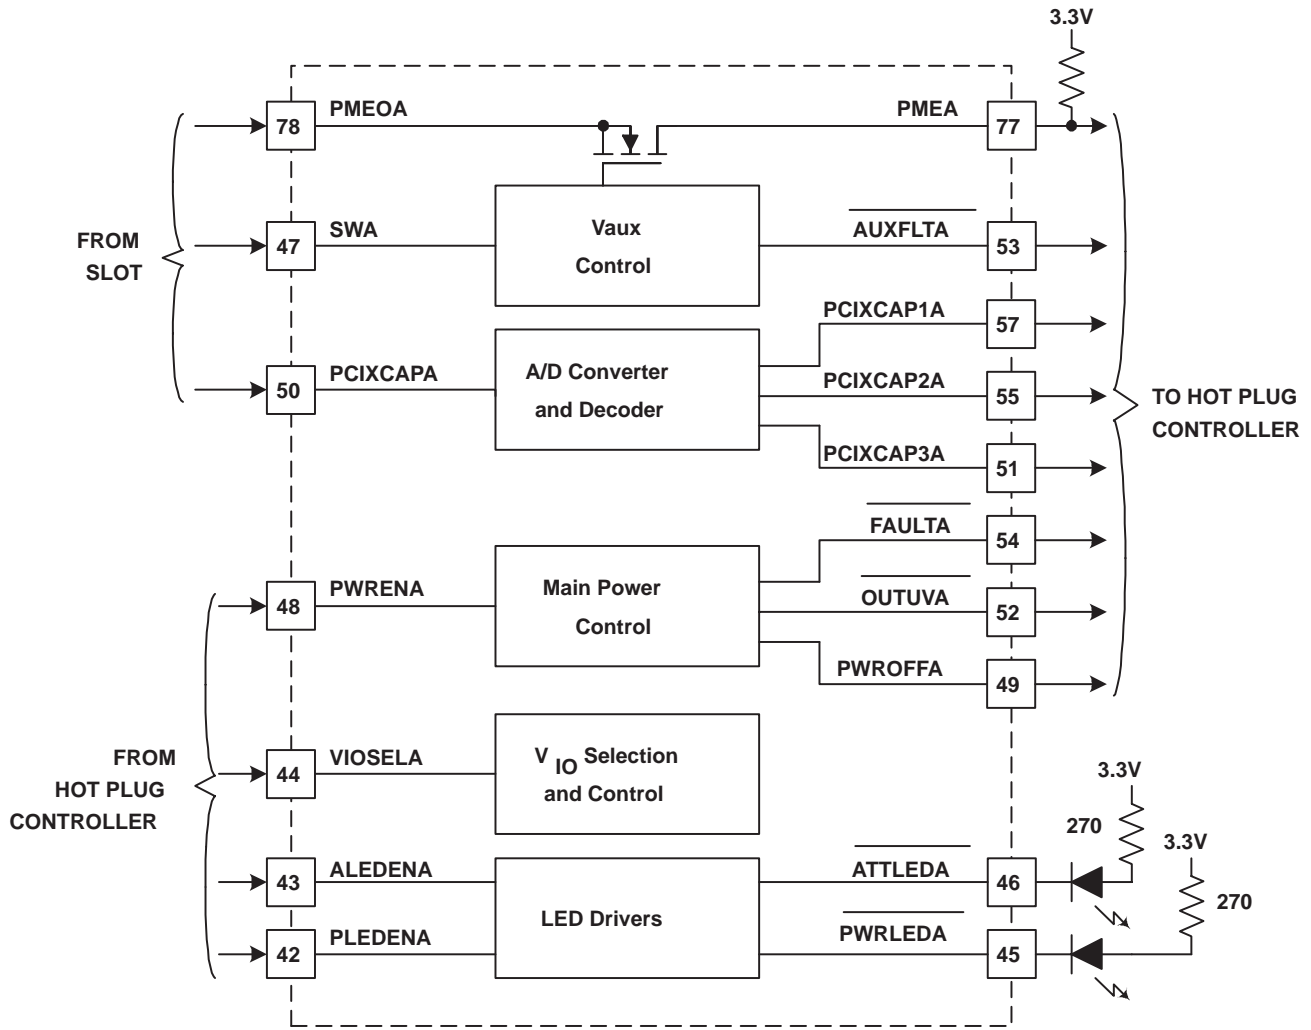 3.3V
78
PMEOA
PMEA
77
FROM
SLOT
47
SWA
Vaux
Control
AUXFLTA
53
PCIXCAP1A
57
50
PCIXCAPA
A/D Converter
and Decoder
PCIXCAP2A
55
PCIXCAP3A
51
TO HOT PLUG
CONTROLLER
FAULTA
54
48
PWRENA
Main Power
Control
OUTUVA
52
PWROFFA
49
FROM
HOT PLUG
CONTROLLER
44
VIOSELA
V IO Selection
and Control
3.3V
270
3.3V
43
ALEDENA
LED Drivers
ATTLEDA
46
270
42
PLEDENA
PWRLEDA
45